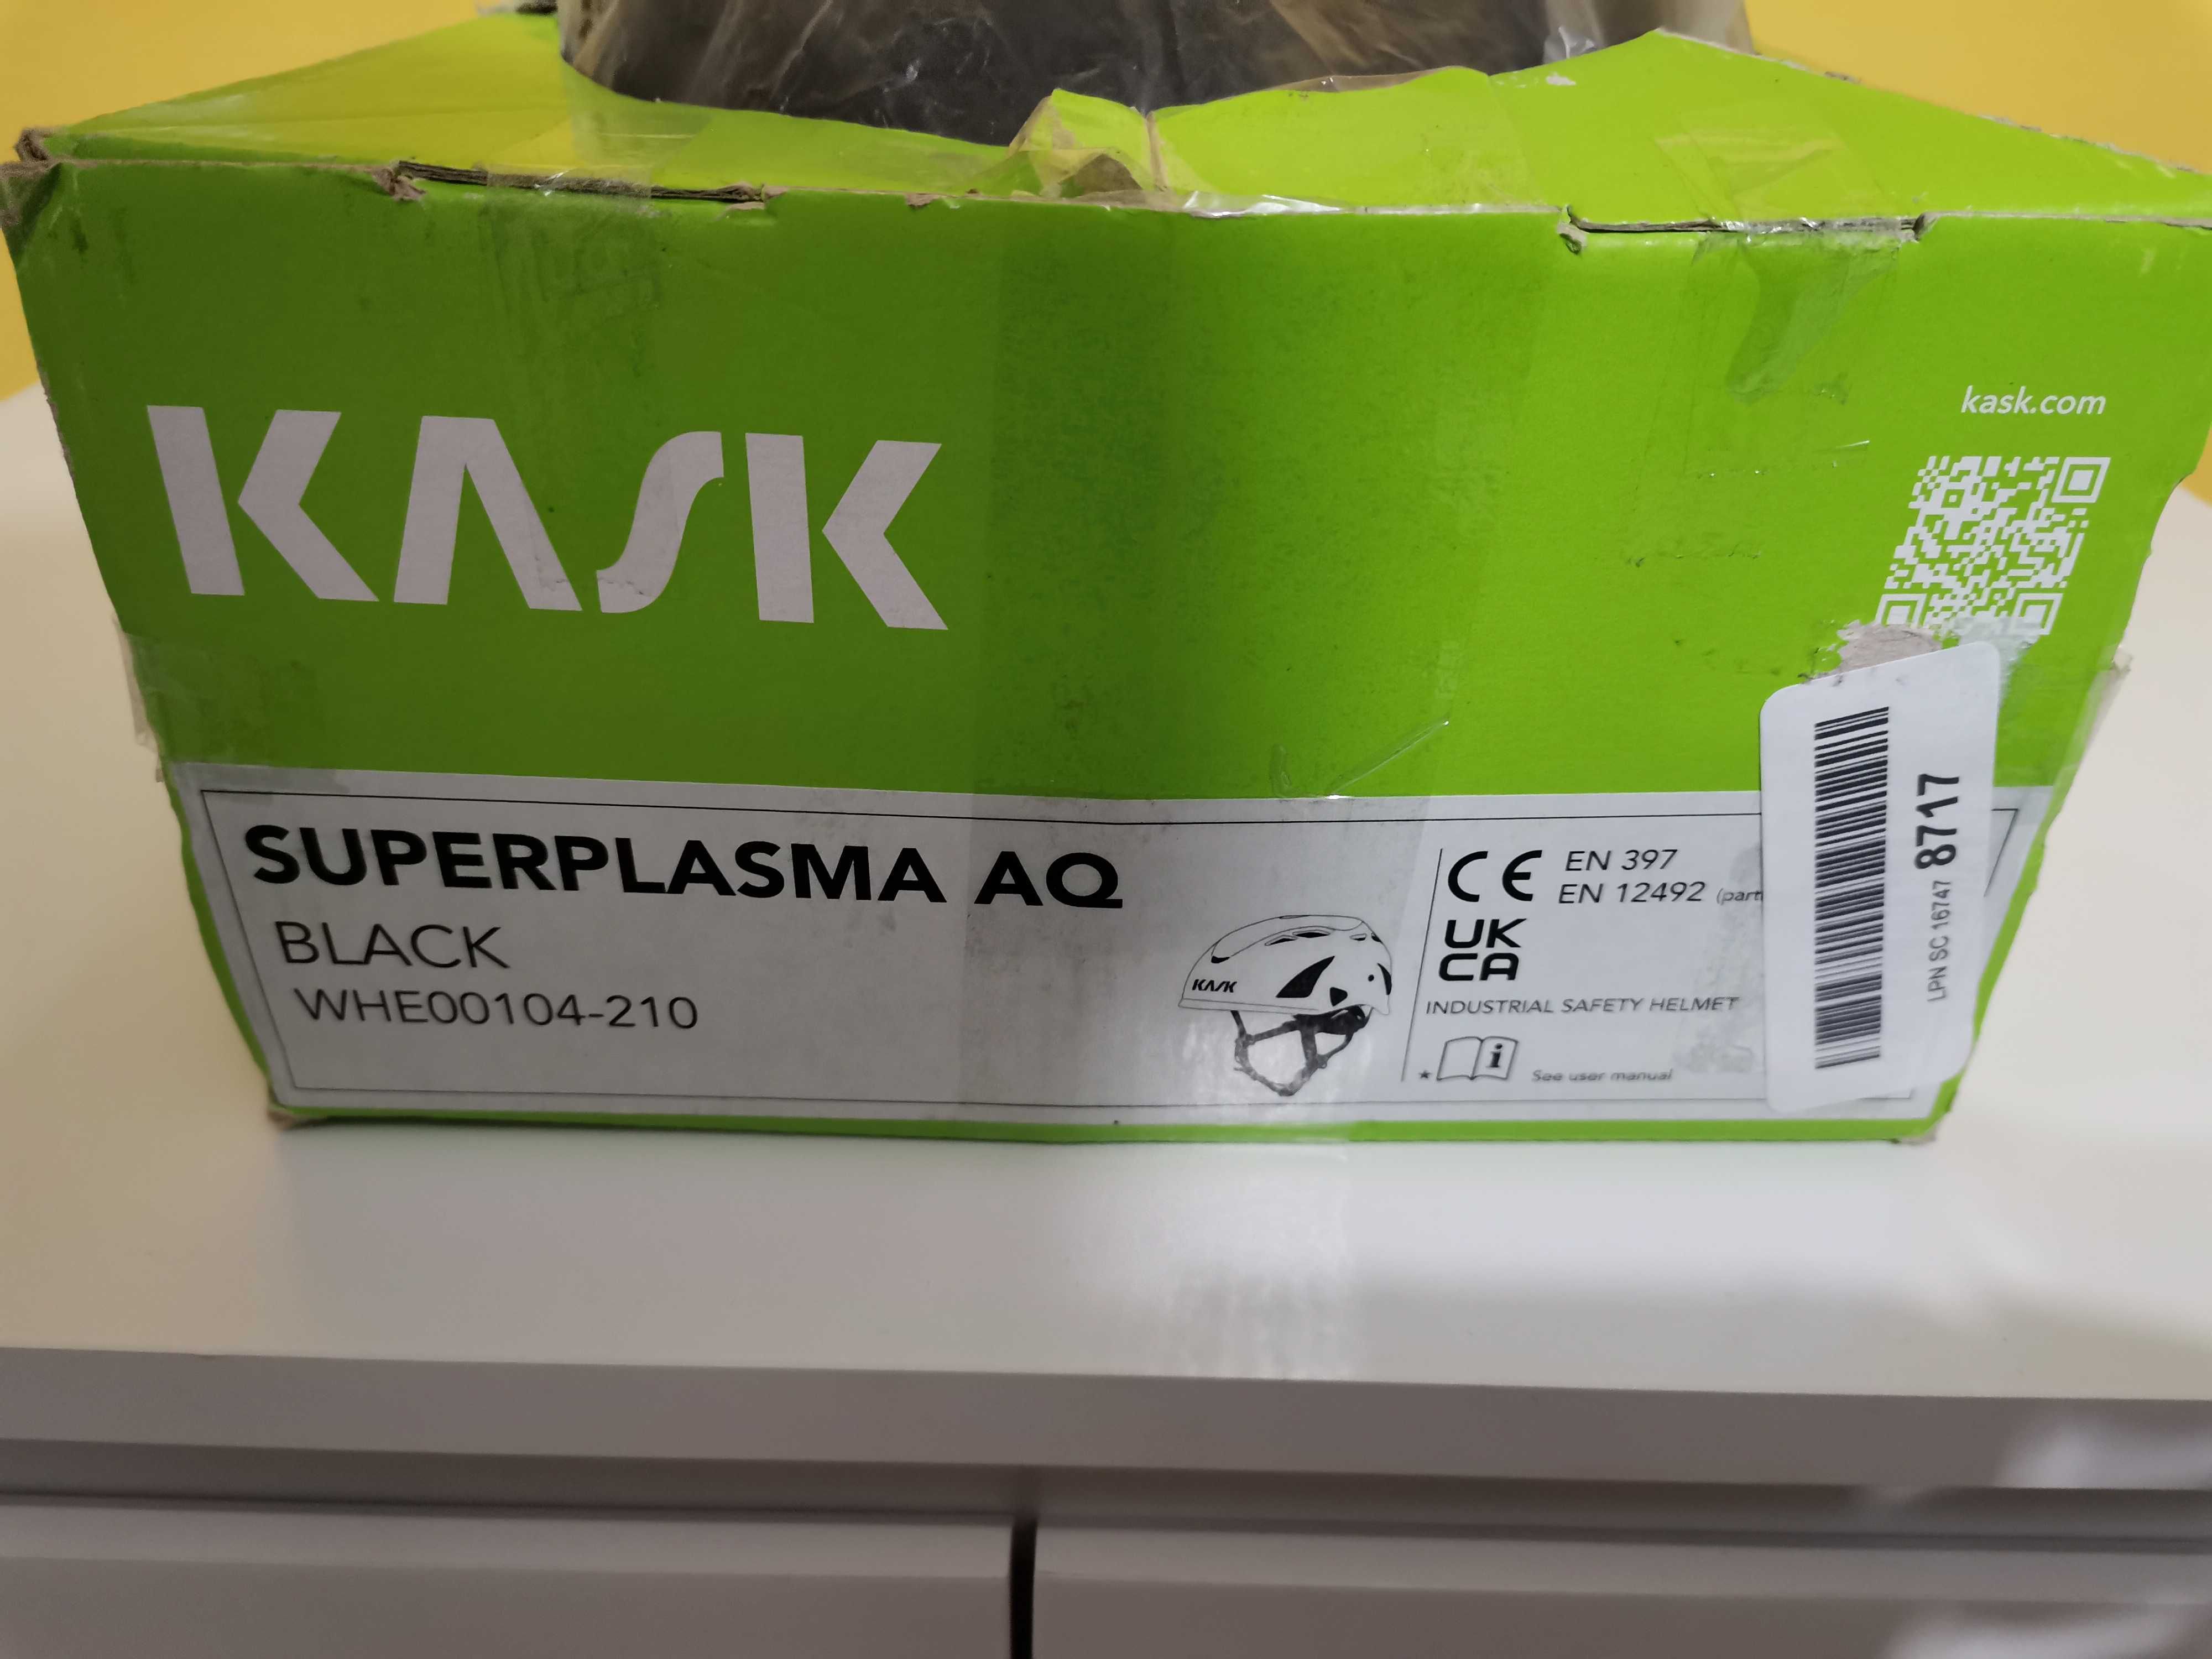 KASK
kask.com
SUPERPLASMA AQ
BLACK
WHE00104-210
KASK
CE EN 397
EN 12492
UK
CA
INDUSTRIAL SAFETY HELMET
* i See user manual
LPN SC 16747 8717